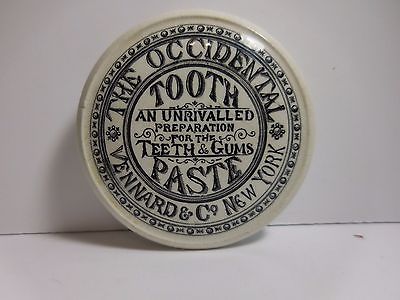 THE OCCIDENTAL
TOOTH
AN UNRIVALLED
PREPARATION
FOR THE
TEETH & GUMS
PASTE
VENNARD & CO NEW YORK